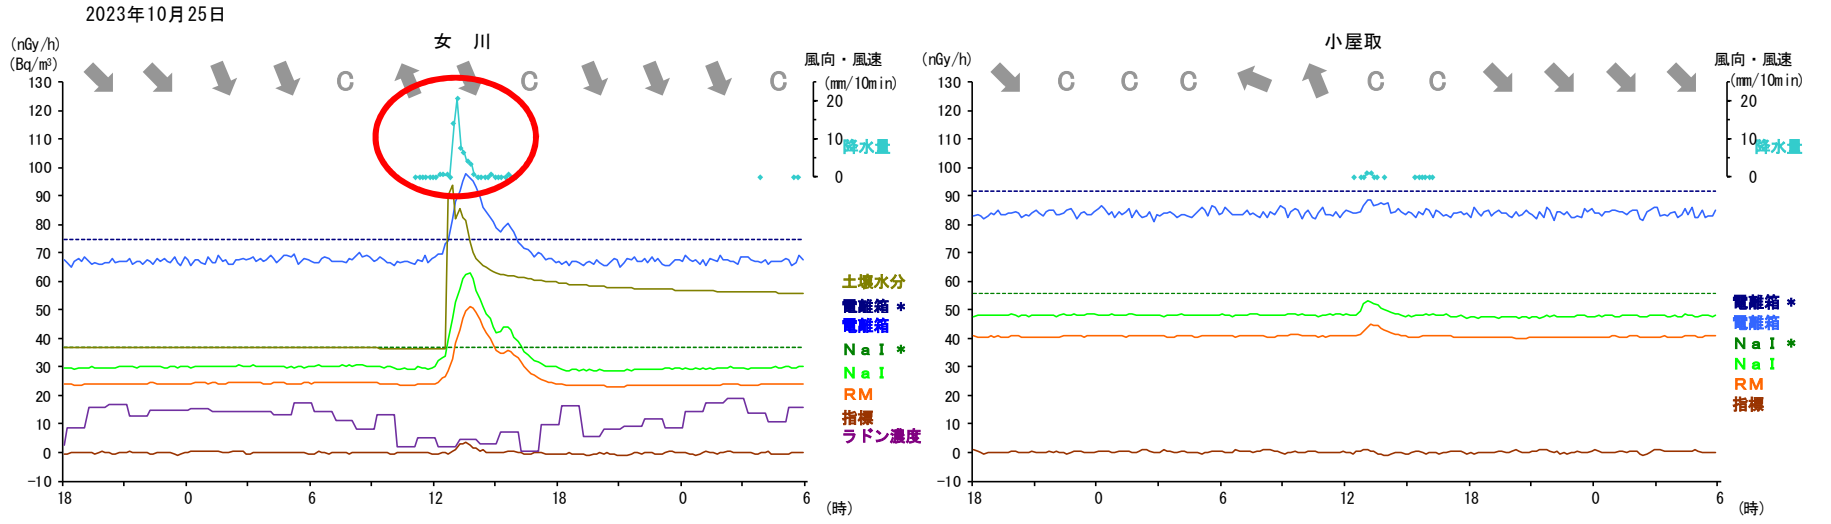 2023年10月25日
女　川
(nGy/h)
(Bq/m³)
風向・風速
(mm/10min)
C C C
130
120
110
100
90
80
70
60
50
40
30
20
10
0
-10
20
10
0
降水量
土壌水分
電離箱 *
電離箱
ＮａＩ *
ＮａＩ
ＲＭ
指標
ラドン濃度
18 0 6 12 18 0 6
(時)
小屋取
(nGy/h)
風向・風速
(mm/10min)
C C C C C
130
120
110
100
90
80
70
60
50
40
30
20
10
0
-10
20
10
0
降水量
電離箱 *
電離箱
ＮａＩ *
ＮａＩ
ＲＭ
指標
18 0 6 12 18 0 6
(時)